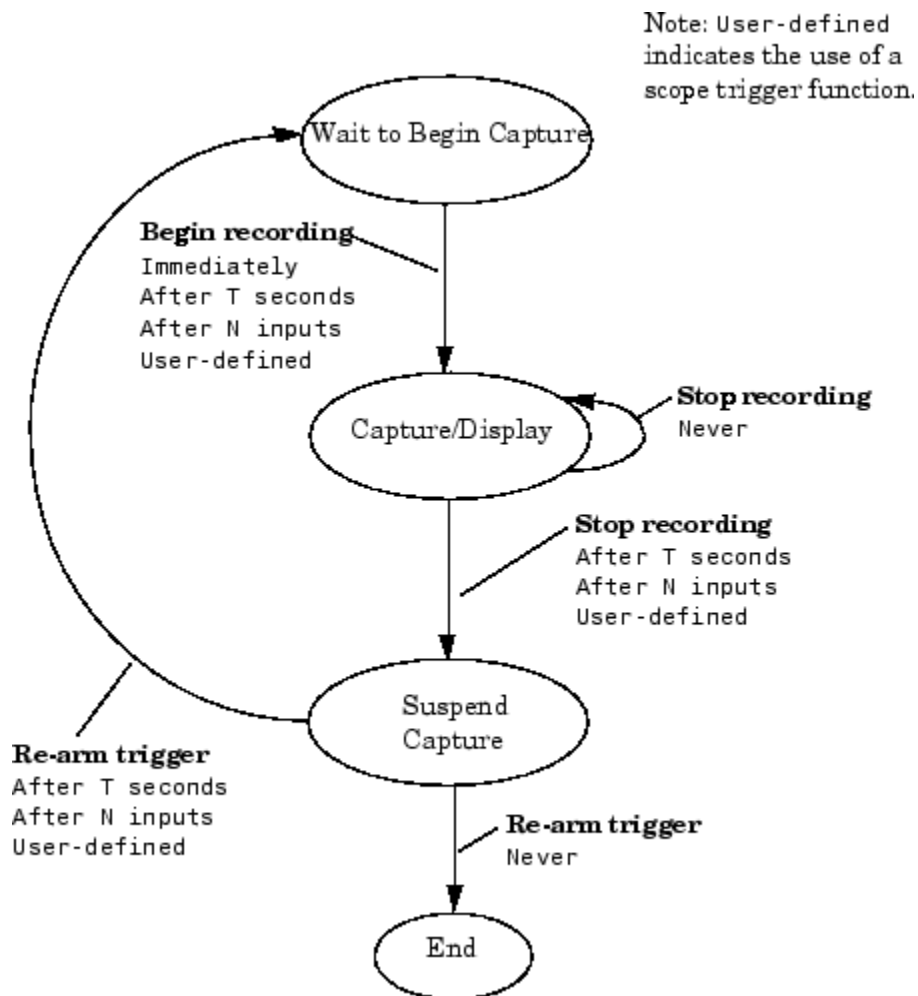 Note: User-defined
indicates the use of a
scope trigger function.
Wait to Begin Capture
Begin recording
Immediately
After T seconds
After N inputs
User-defined
Capture/Display
Stop recording
Never
Stop recording
After T seconds
After N inputs
User-defined
Suspend
Capture
Re-arm trigger
After T seconds
After N inputs
User-defined
Re-arm trigger
Never
End